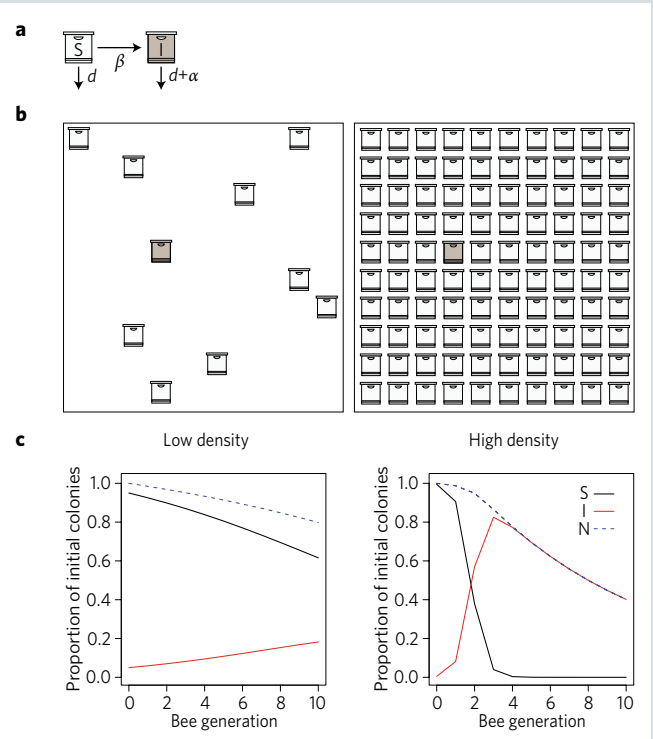 a
S
I
β
d
d+α
b
c
Low density
High density
Proportion of initial colonies
1.0
0.8
0.6
0.4
0.2
0.0
0 2 4 6 8 10
Bee generation
Proportion of initial colonies
1.0
0.8
0.6
0.4
0.2
0.0
S
I
N
0 2 4 6 8 10
Bee generation